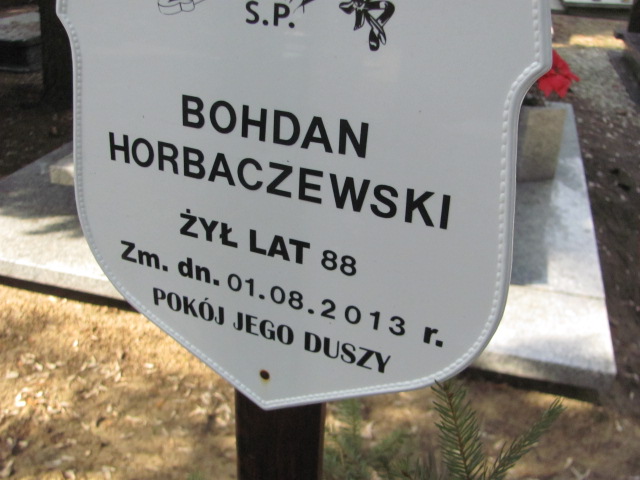 S.P.
BOHDAN
HORBACZEWSKI
ŻYŁ LAT 88
Zm. dn. 01.08.2013 r.
POKÓJ JEGO DUSZY